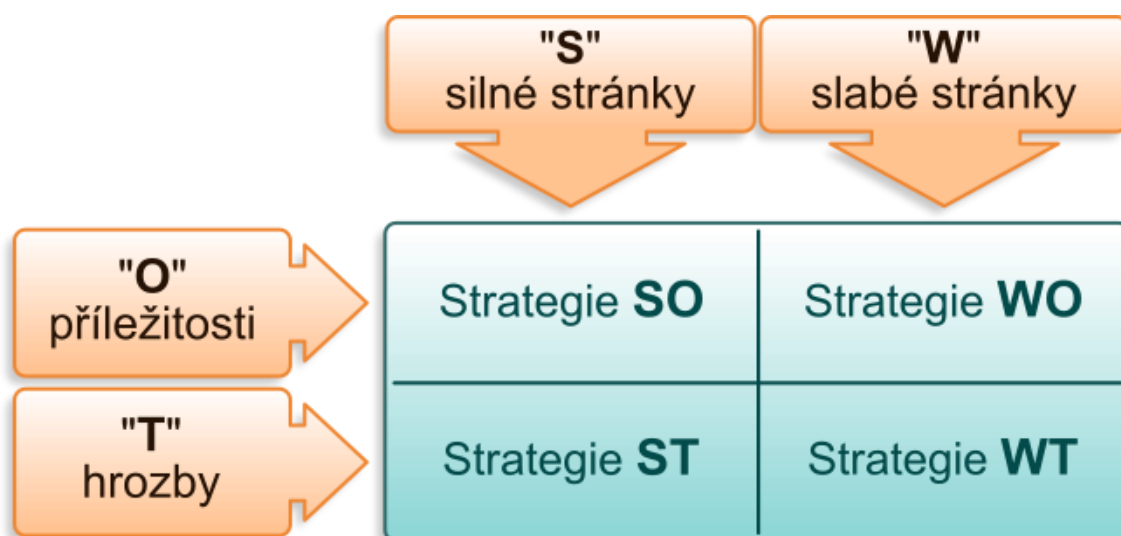 "S"
silné stránky
"W"
slabé stránky
"O"
příležitosti
Strategie SO
Strategie WO
"T"
hrozby
Strategie ST
Strategie WT